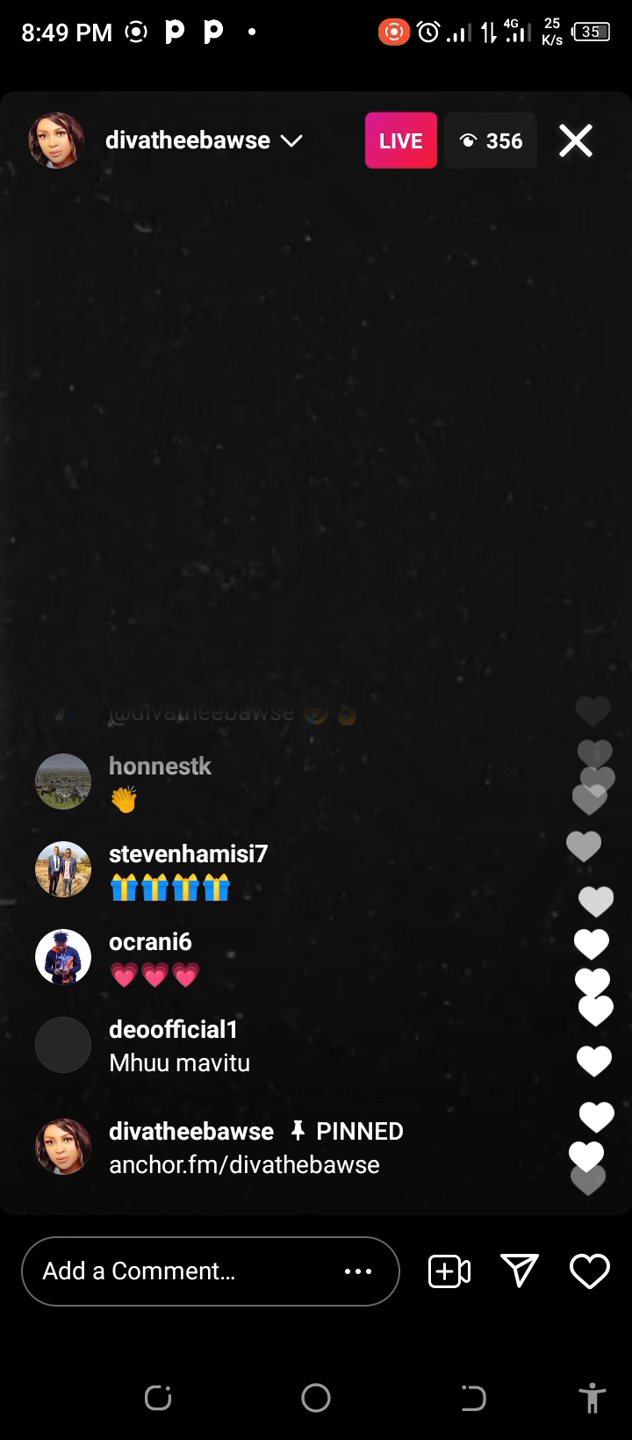 8:49 PM
4G
25
K/s
35
divatheebawse
LIVE
356
@divatheebawse 
honnestk
👏
stevenhamisi7
🎁🎁🎁🎁
ocrani6
💗💗💗
deoofficial1
Mhuu mavitu
divatheebawse PINNED
anchor.fm/divathebawse
Add a Comment...